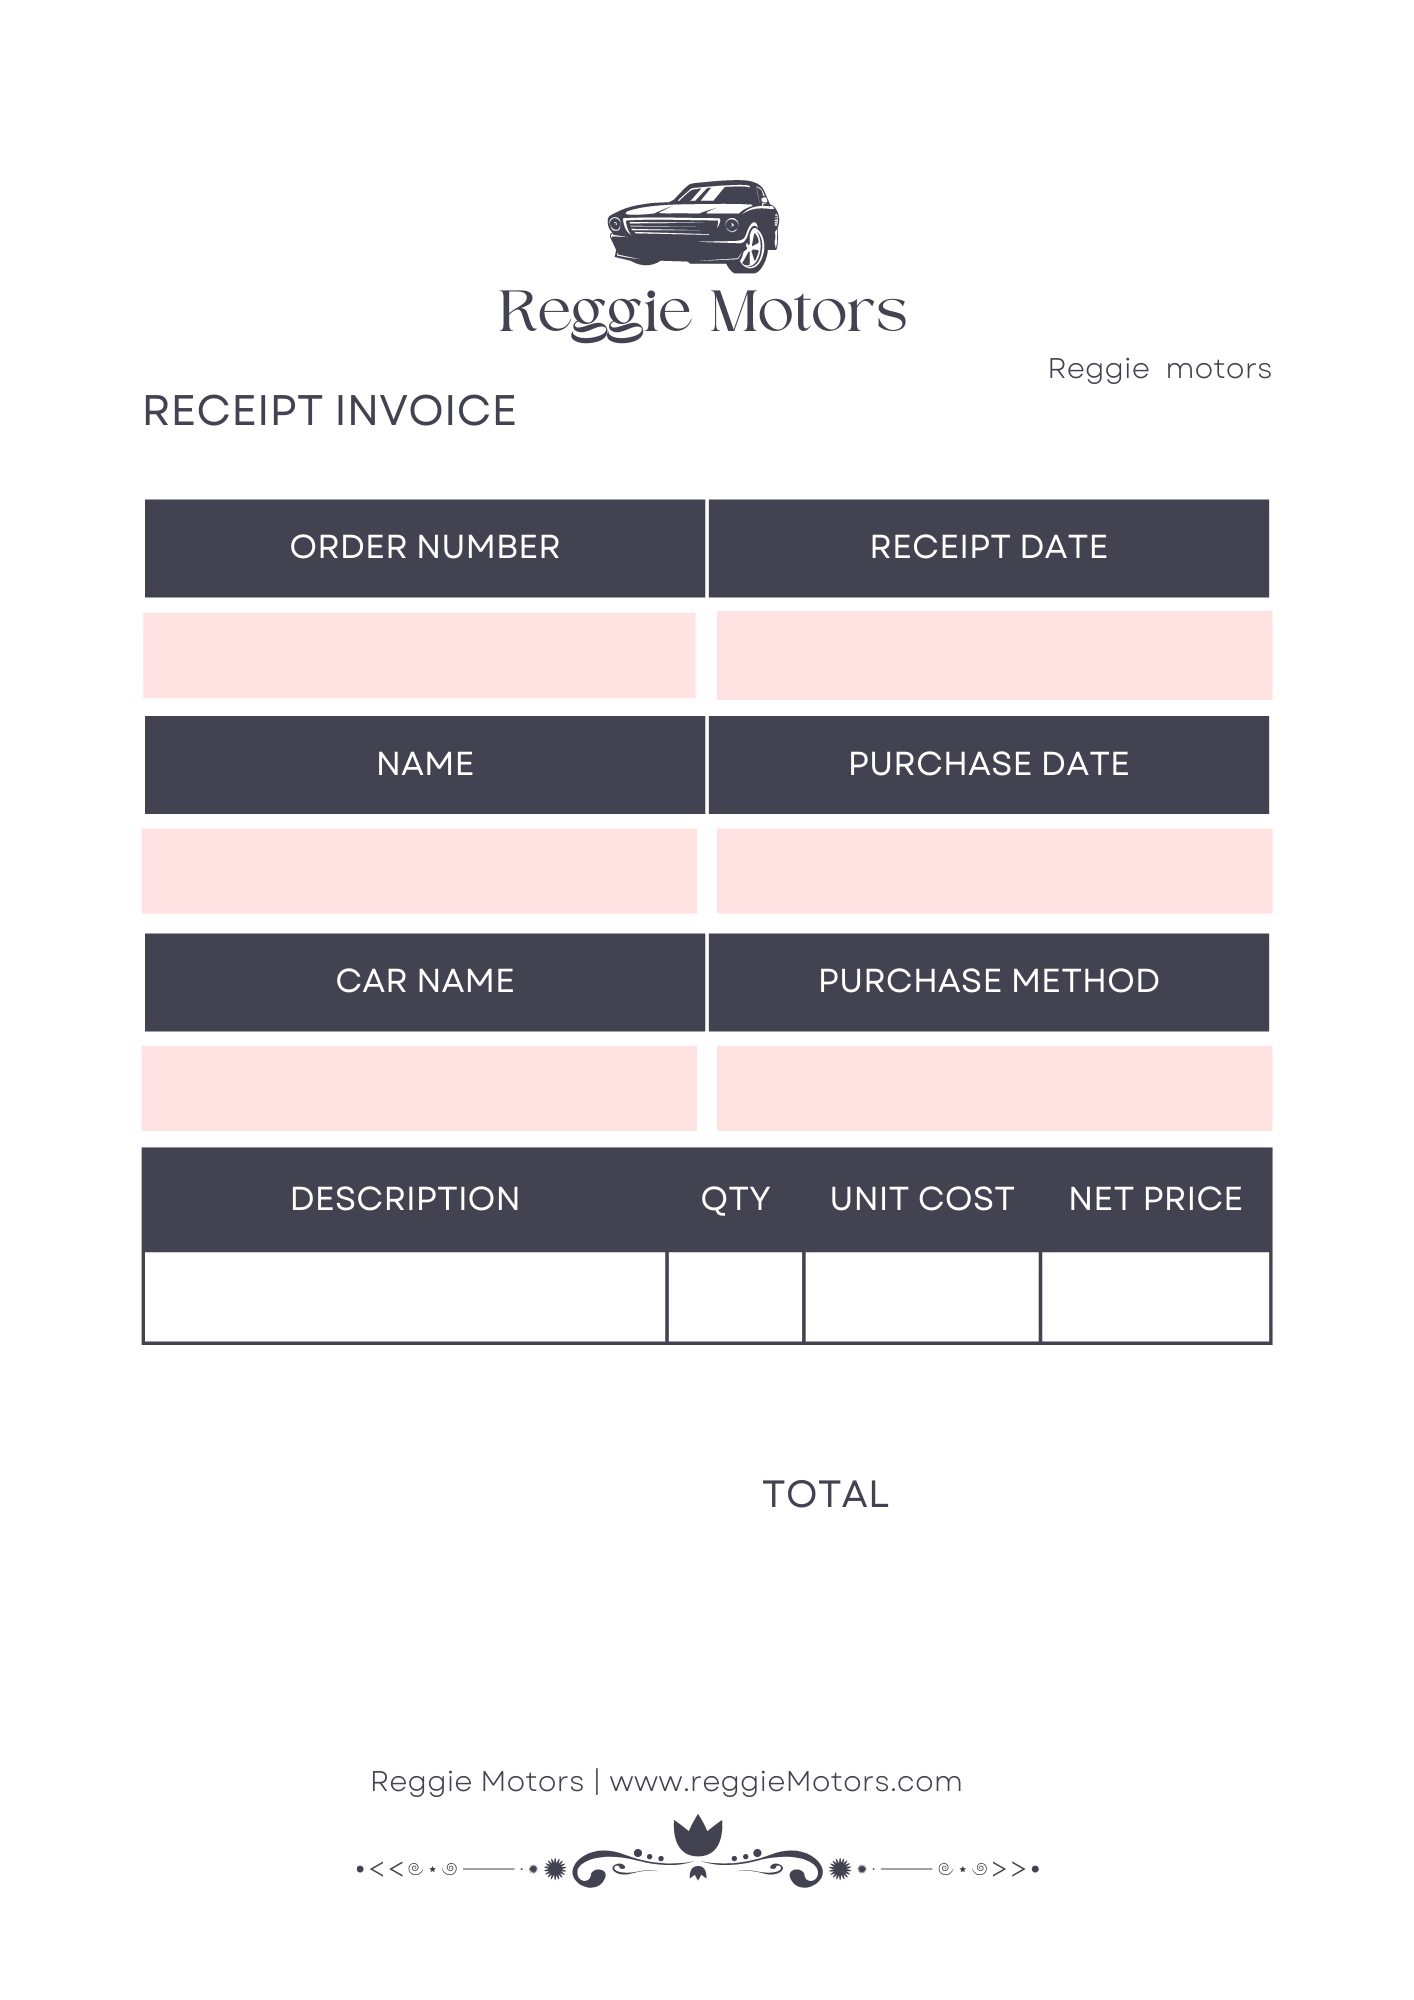 Reggie Motors
Reggie motors
RECEIPT INVOICE
ORDER NUMBER RECEIPT DATE
NAME PURCHASE DATE
CAR NAME PURCHASE METHOD
DESCRIPTION QTY UNIT COST NET PRICE
TOTAL
Reggie Motors | www.reggieMotors.com